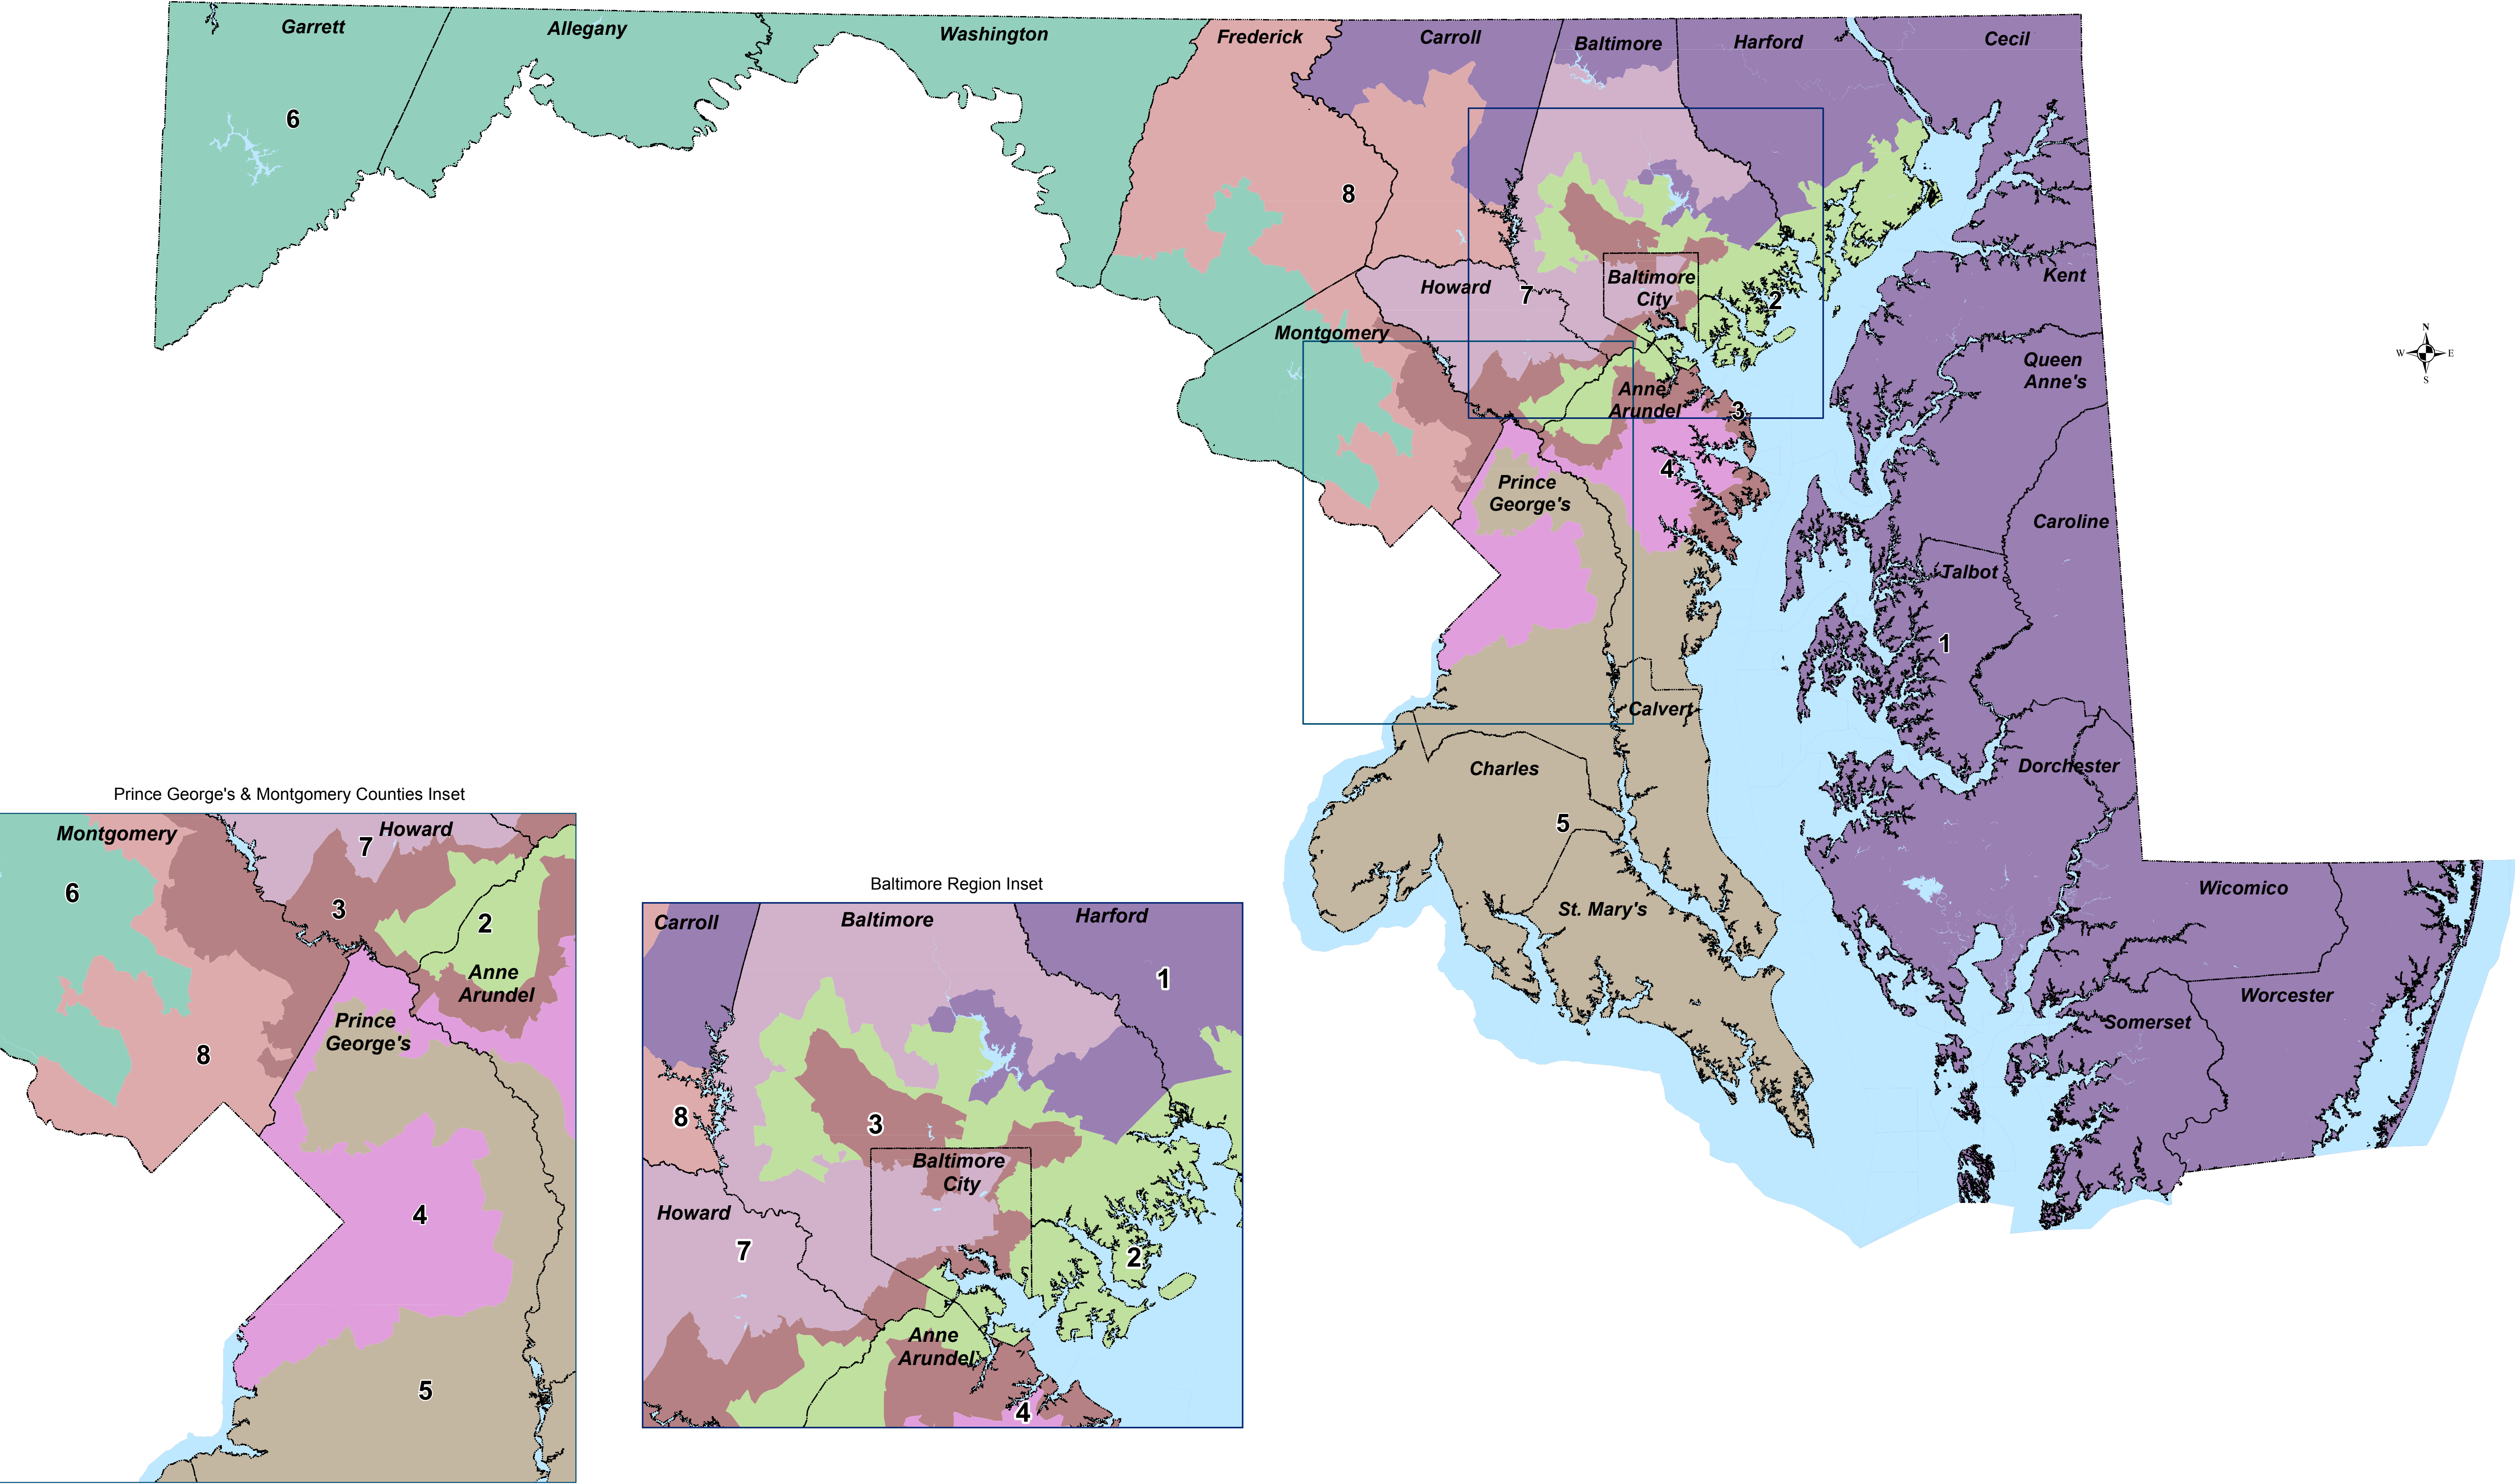 Garrett
Allegany
Washington
Frederick
Carroll
Baltimore
Harford
Cecil
6
8
Howard
7
Baltimore
City
2
Kent
Montgomery
N
W
E
S
Queen
Anne's
Anne
Arundel
3
4
Prince
George's
Caroline
Talbot
1
Calvert
Charles
Dorchester
5
St. Mary's
Wicomico
Worcester
Somerset
Prince George's & Montgomery Counties Inset
Montgomery
Howard
7
6
3
2
Anne
Arundel
Prince
George's
8
4
5
Baltimore Region Inset
Carroll
Baltimore
Harford
1
8
3
Baltimore
City
Howard
7
2
Anne
Arundel
4